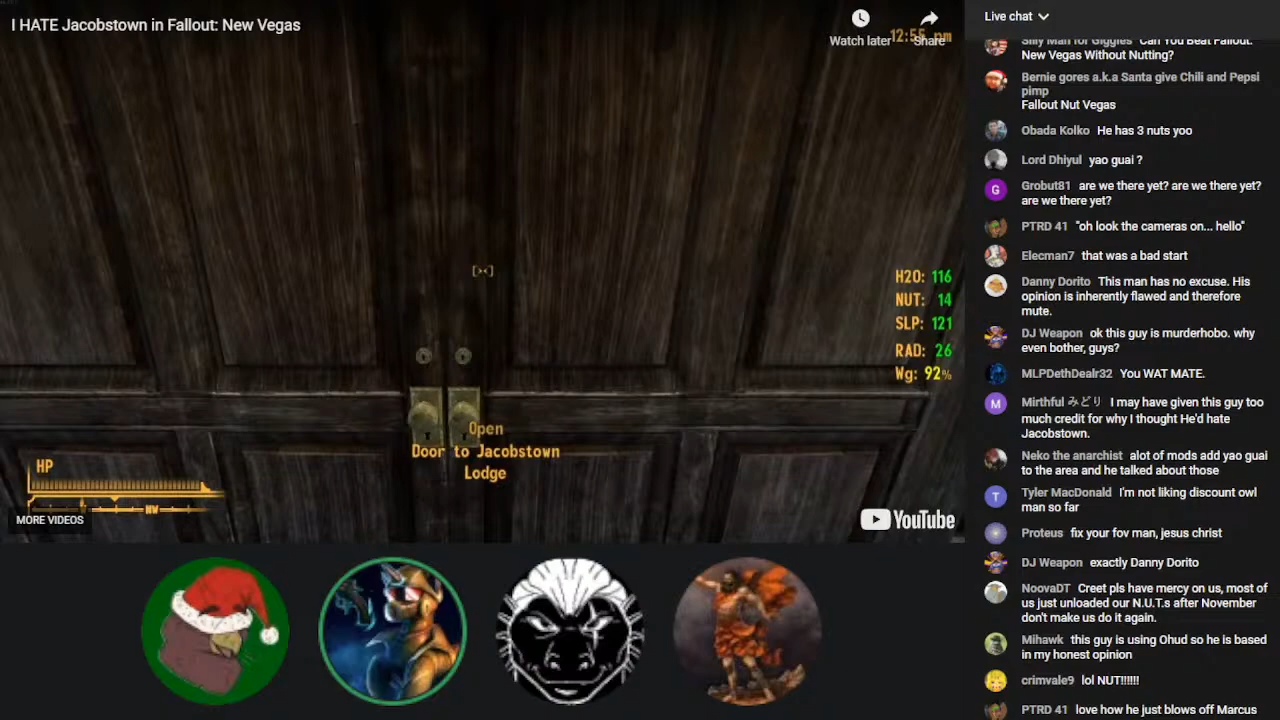 I HATE Jacobstown in Fallout: New Vegas
Watch later
Share
12:55 pm
H2O: 116
NUT: 14
SLP: 121
RAD: 26
Wg: 92%
Open
Door to Jacobstown
Lodge
HP
NW
MORE VIDEOS
YouTube
Live chat
Silly Man for Giggles Can You Beat Fallout:
New Vegas Without Nutting?
Bernie gores a.k.a Santa give Chili and Pepsi
pimp
Fallout Nut Vegas
Obada Kolko He has 3 nuts yoo
Lord Dhiyul yao guai ?
G
Grobut81 are we there yet? are we there yet?
are we there yet?
PTRD 41 "oh look the cameras on... hello"
Elecman7 that was a bad start
Danny Dorito This man has no excuse. His
opinion is inherently flawed and therefore
mute.
DJ Weapon ok this guy is murderhobo. why
even bother, guys?
MLPDethDealr32 You WAT MATE.
M
Mirthful みどり I may have given this guy too
much credit for why I thought He'd hate
Jacobstown.
Neko the anarchist alot of mods add yao guai
to the area and he talked about those
T
Tyler MacDonald I'm not liking discount owl
man so far
Proteus fix your fov man, jesus christ
DJ Weapon exactly Danny Dorito
NoovaDT Creet pls have mercy on us, most of
us just unloaded our N.U.T.s after November
don't make us do it again.
Mihawk this guy is using Ohud so he is based
in my honest opinion
crimvale9 lol NUT!!!!!!
PTRD 41 love how he just blows off Marcus